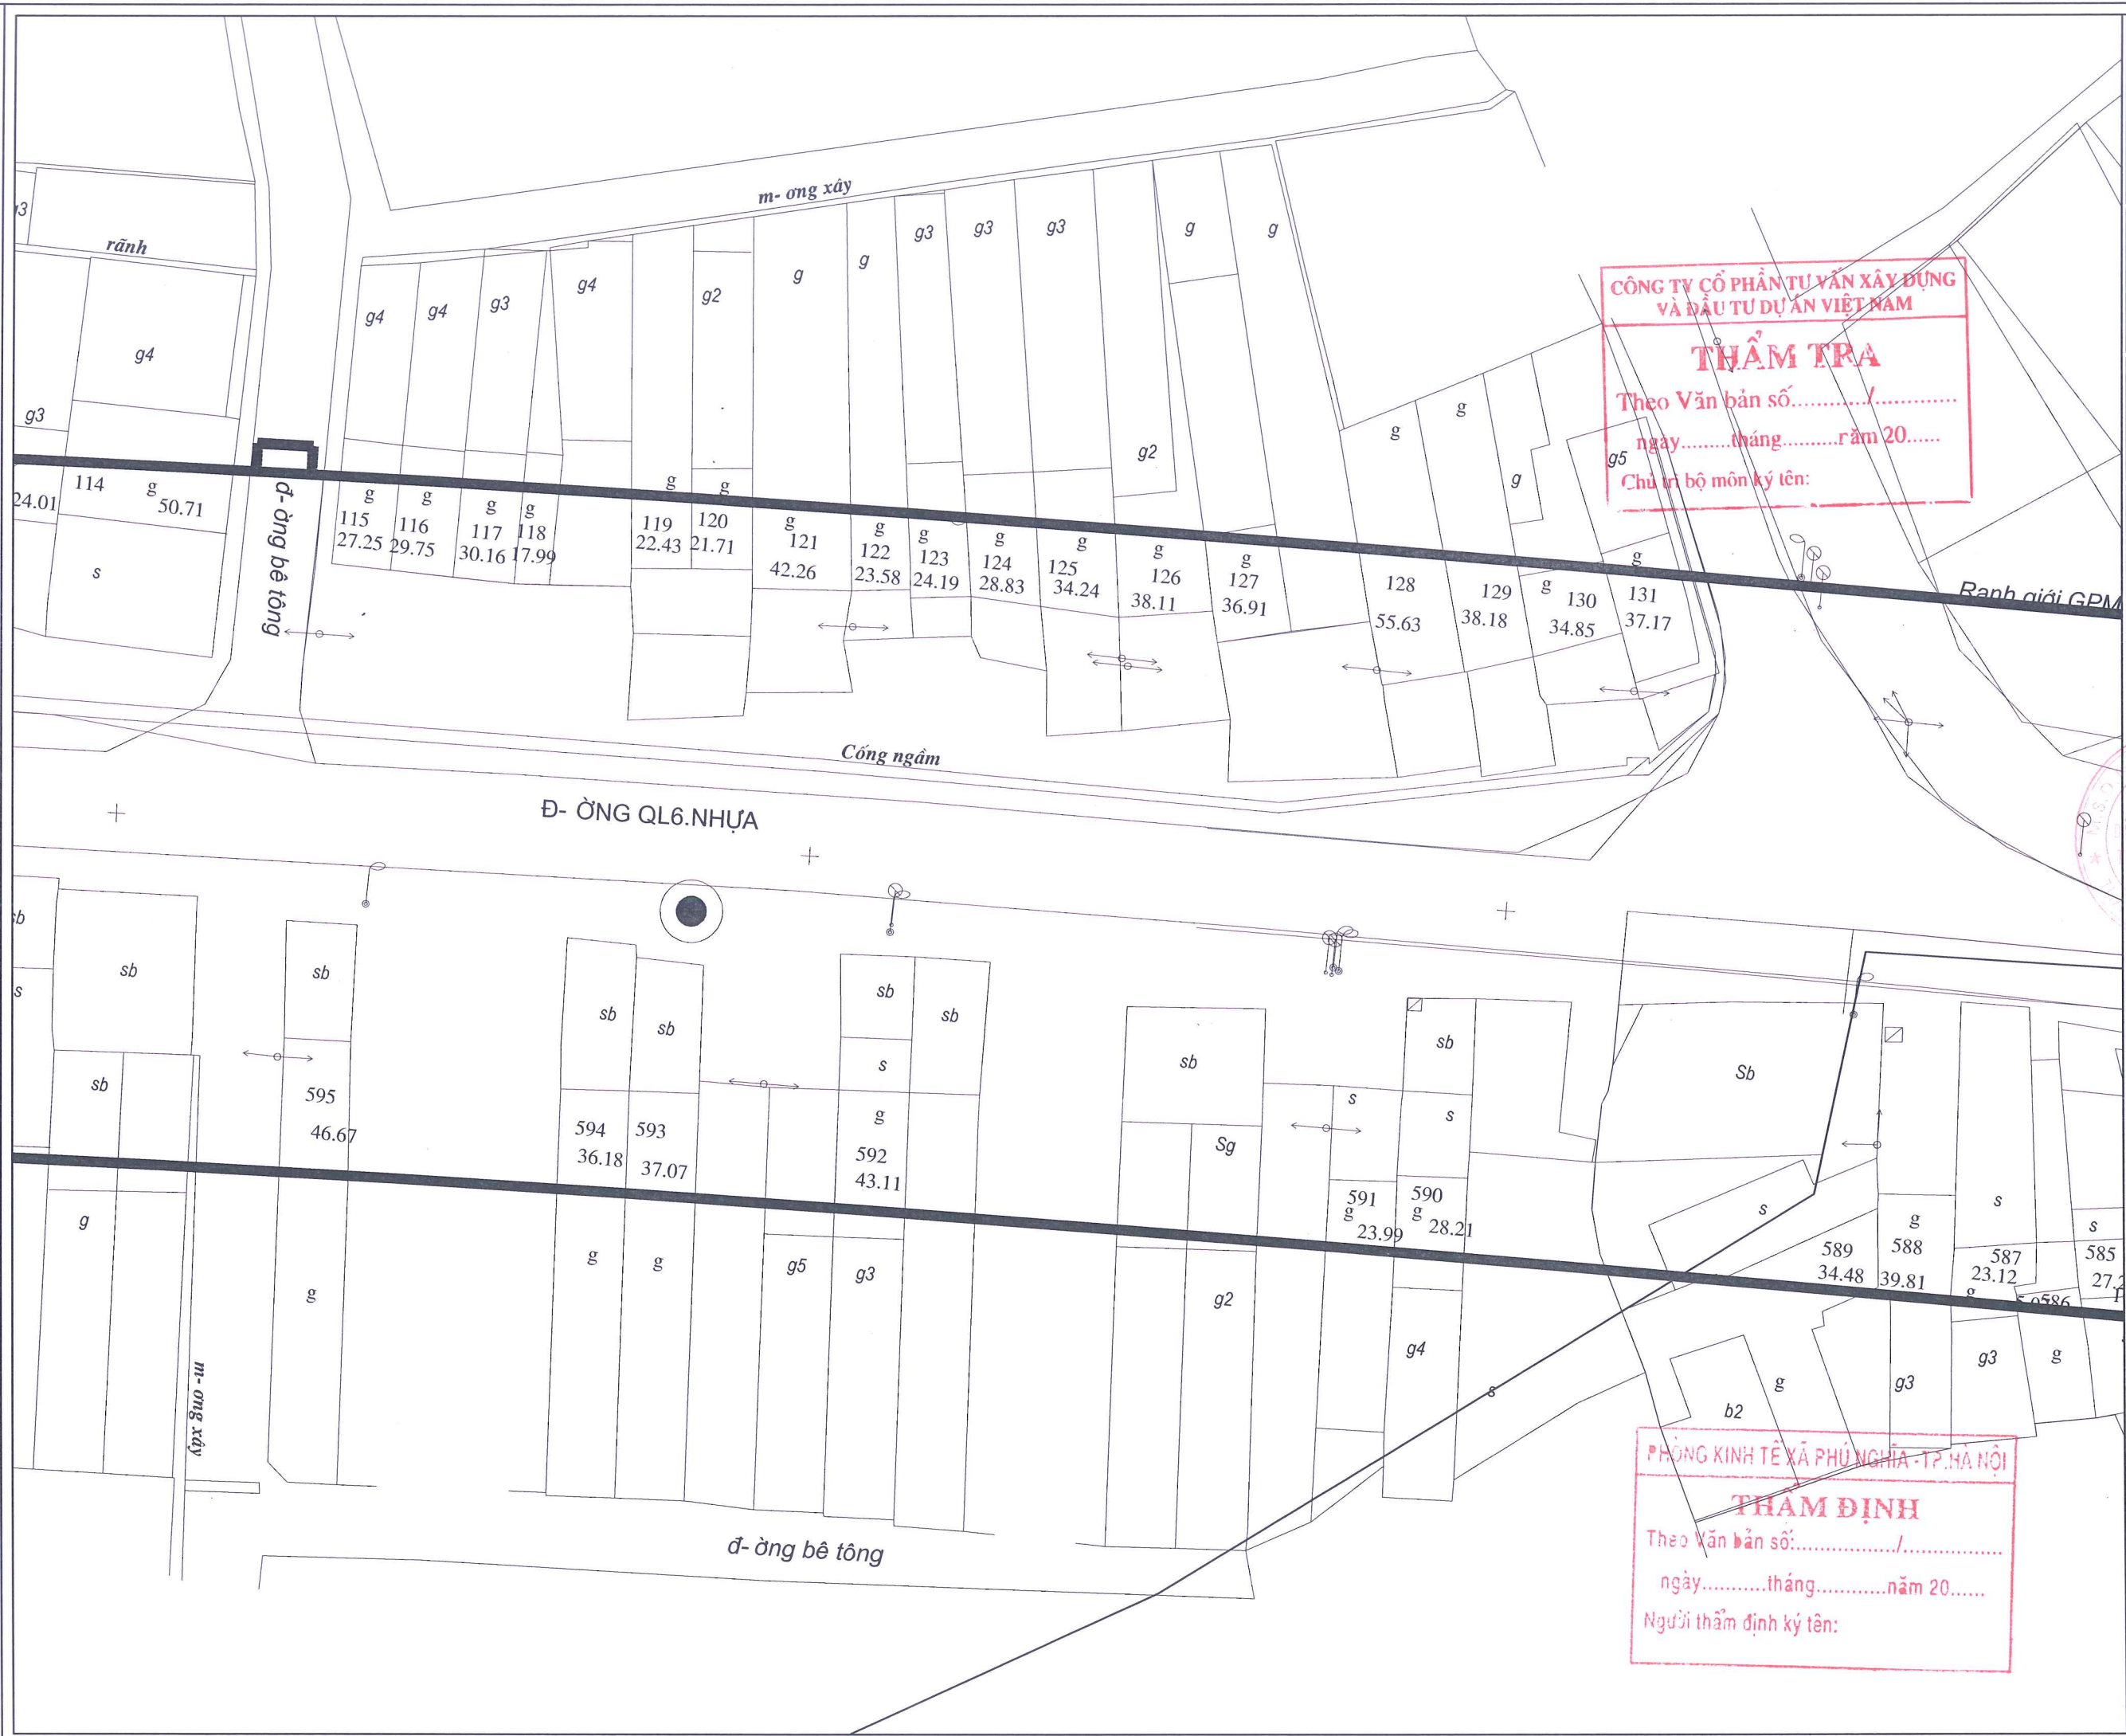 m- ơng xây
g3
rãnh
g4
g3
g4
g4
g3
g4
g2
g
g
g3
g3
g3
g
g
g2
g
g
g
g5
CÔNG TY CỔ PHẦN TƯ VẤN XÂY DỰNG
VÀ ĐẦU TƯ DỰ ÁN VIỆT NAM
THẨM TRA
Theo Văn bản số.........../.............
ngày........tháng.........năm 20......
Chủ trì bộ môn ký tên:
24.01
114
g
50.71
s
đ- ờng bê tông
g
115
27.25
g
116
29.75
g
117
30.16
g
118
17.99
g
119
22.43
g
120
21.71
g
121
42.26
g
122
23.58
g
123
24.19
g
124
28.83
g
125
34.24
g
126
38.11
g
127
36.91
128
55.63
129
38.18
g
130
34.85
g
131
37.17
Ranh giới GPM
Cống ngầm
Đ- ỜNG QL6.NHỰA
sb
sb
s
sb
sb
sb
sb
sb
sb
s
sb
sb
Sb
sb
595
46.67
594
36.18
593
37.07
g
592
43.11
Sg
s
591
g
23.99
s
590
g
28.21
s
589
34.48
g
588
39.81
s
587
23.12
g
586
s
585
27.2
g
g
g
g
g5
g3
g2
g4
s
b2
g
g3
g3
g
m- ơng xây
đ- ờng bê tông
PHÒNG KINH TẾ XÃ PHÚ NGHĨA -TP.HÀ NỘI
THẨM ĐỊNH
Theo Văn bản số:................/................
ngày...........tháng............năm 20......
Người thẩm định ký tên: